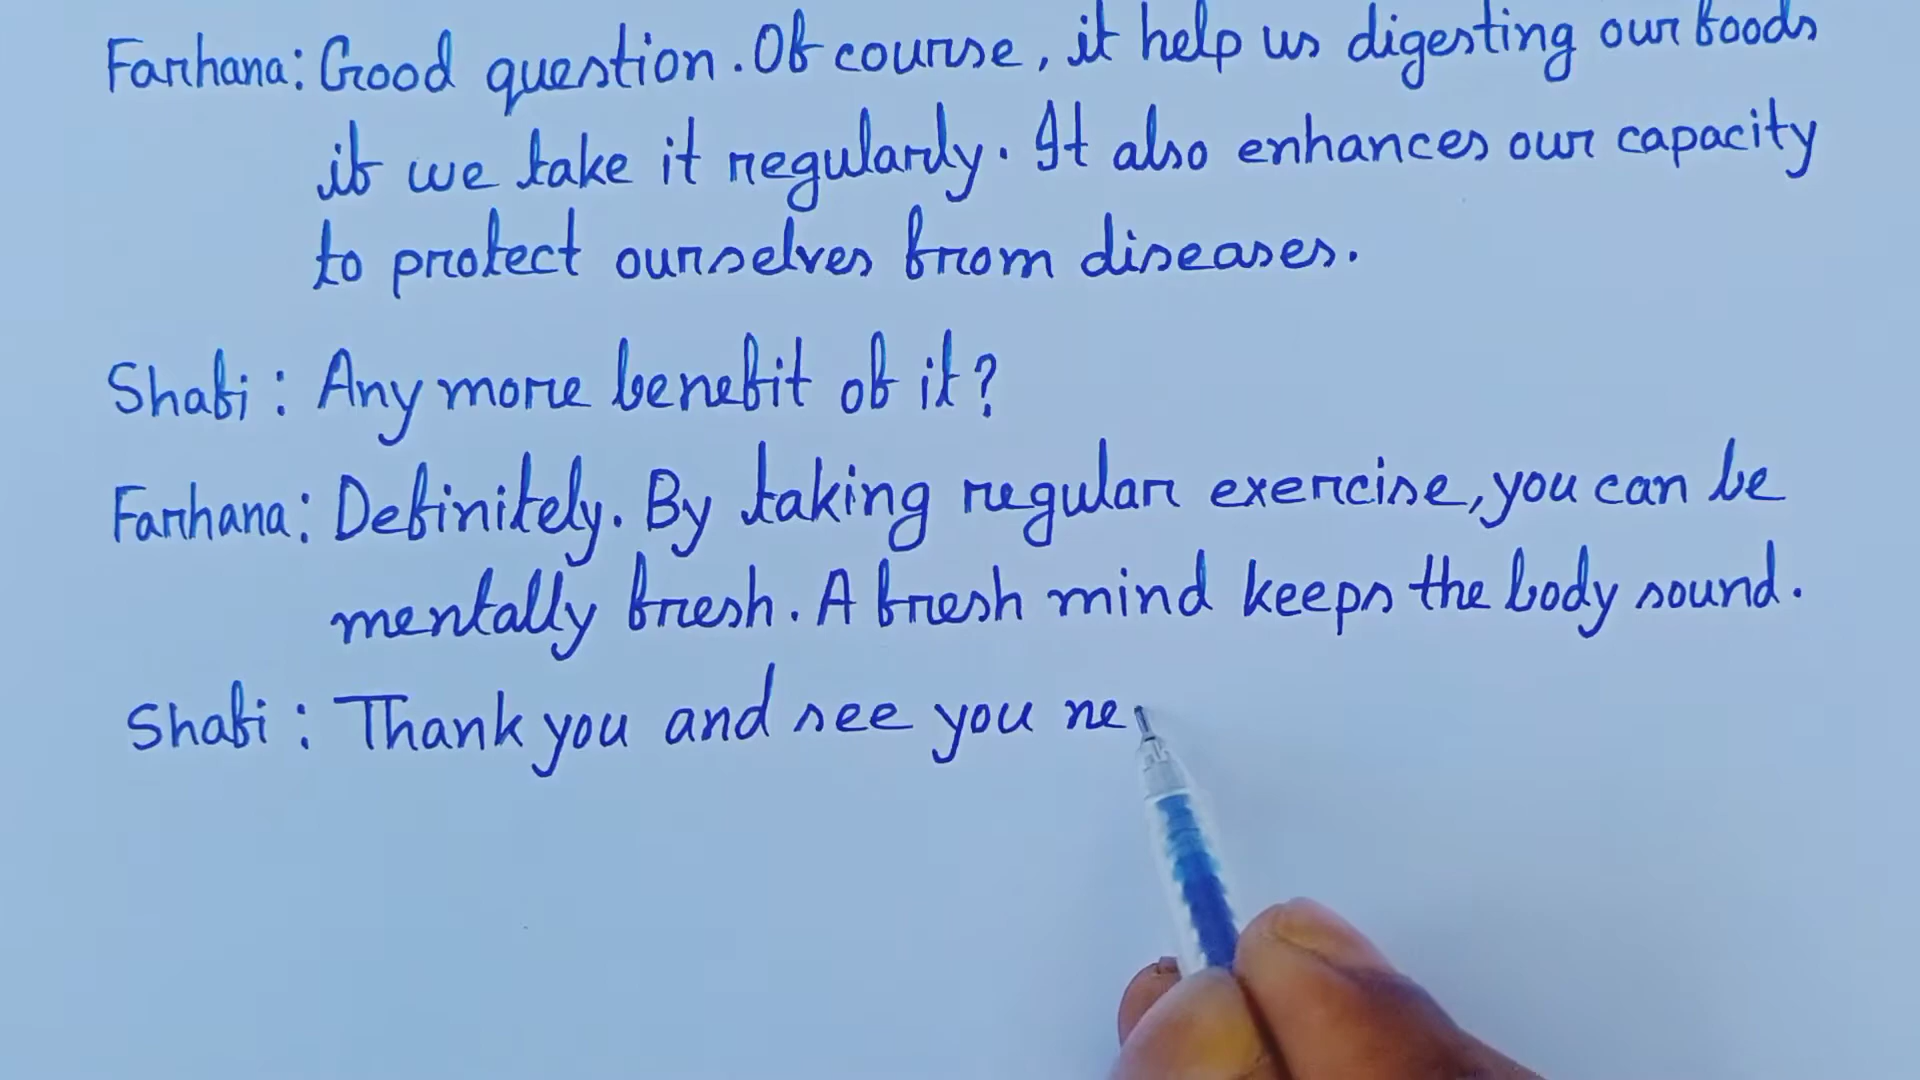 Farhana: Good question. Of course, it help us digesting our foods
if we take it regularly. It also enhances our capacity
to protect ourselves from diseases.
Shafi : Any more benefit of it?
Farhana: Definitely. By taking regular exercise, you can be
mentally fresh. A fresh mind keeps the body sound.
Shafi : Thank you and see you ne